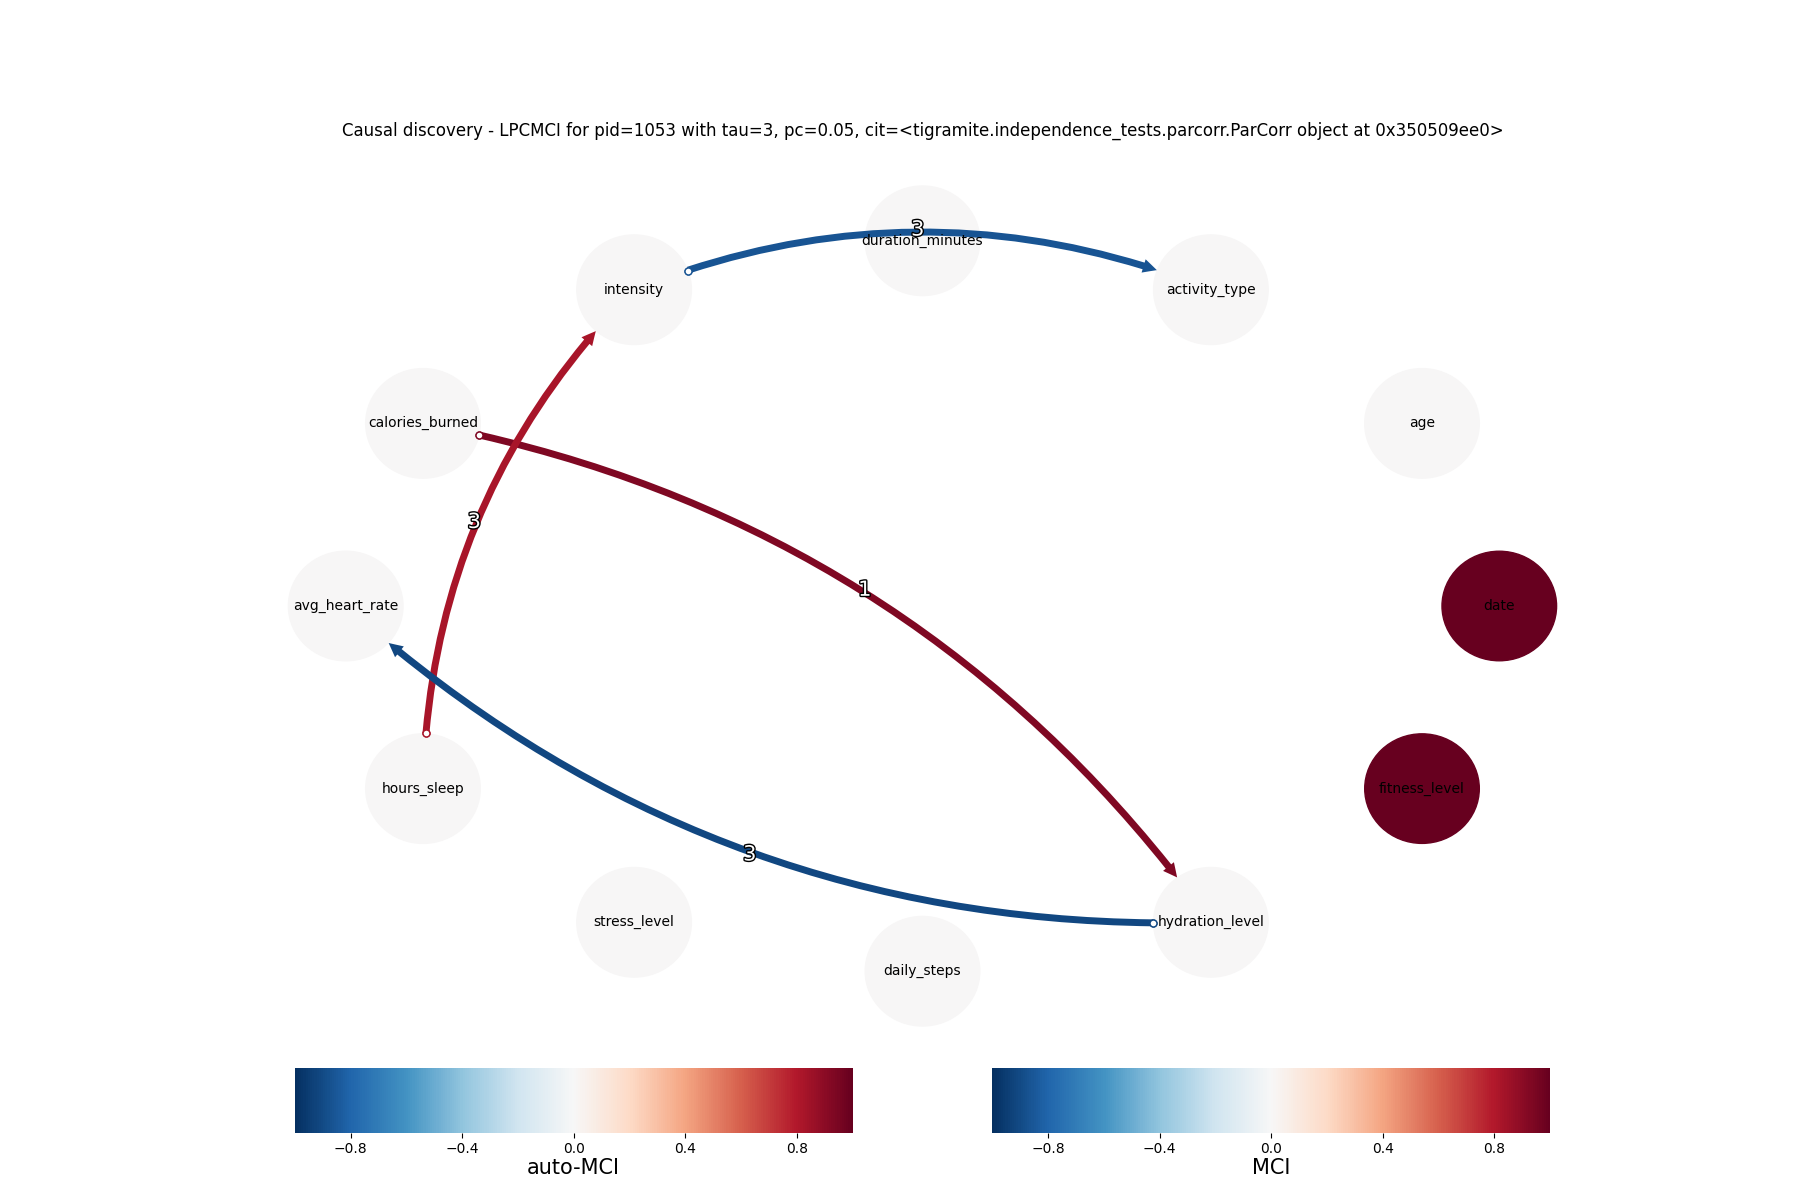 Causal discovery - LPCMCI for pid=1053 with tau=3, pc=0.05, cit=<tigramite.independence_tests.parcorr.ParCorr object at 0x350509ee0>
3
duration_minutes
intensity
activity_type
calories_burned
age
3
1
avg_heart_rate
date
hours_sleep
fitness_level
3
stress_level
hydration_level
daily_steps
−0.8 −0.4 0.0 0.4 0.8
auto-MCI
−0.8 −0.4 0.0 0.4 0.8
MCI